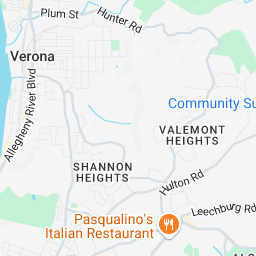 Plum St
Hunter Rd
Verona
Allegheny River Blvd
Community Su
VALEMONT
HEIGHTS
SHANNON
HEIGHTS
Hulton Rd
Leechburg Rd
Pasqualino's
Italian Restaurant